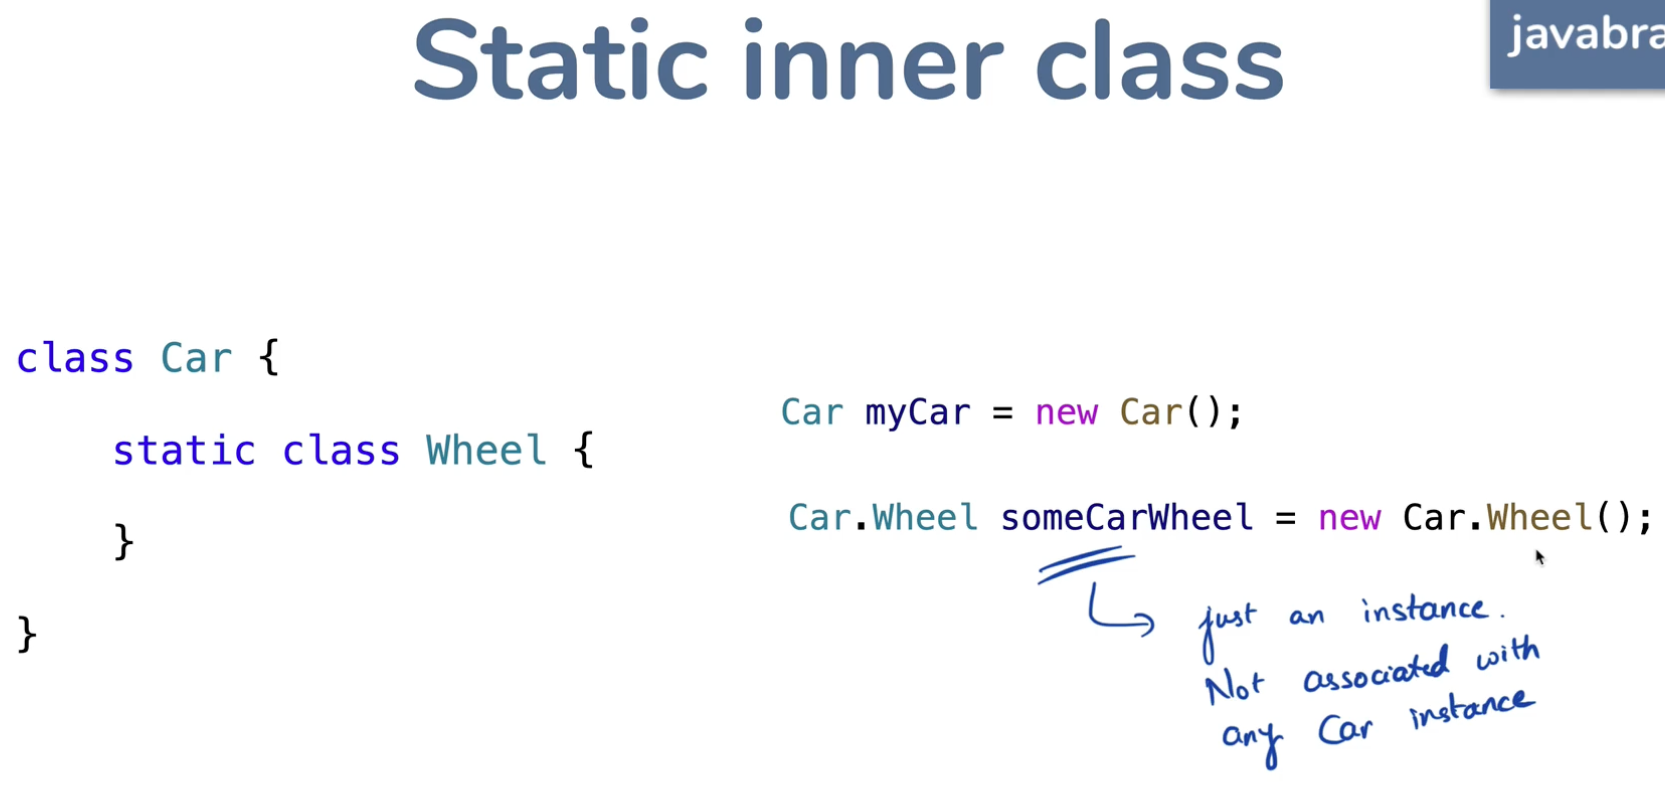 Static inner class
javabra
class Car {
static class Wheel {
}
}
Car myCar = new Car();
Car.Wheel someCarWheel = new Car.Wheel();
just an instance.
Not associated with
any Car instance